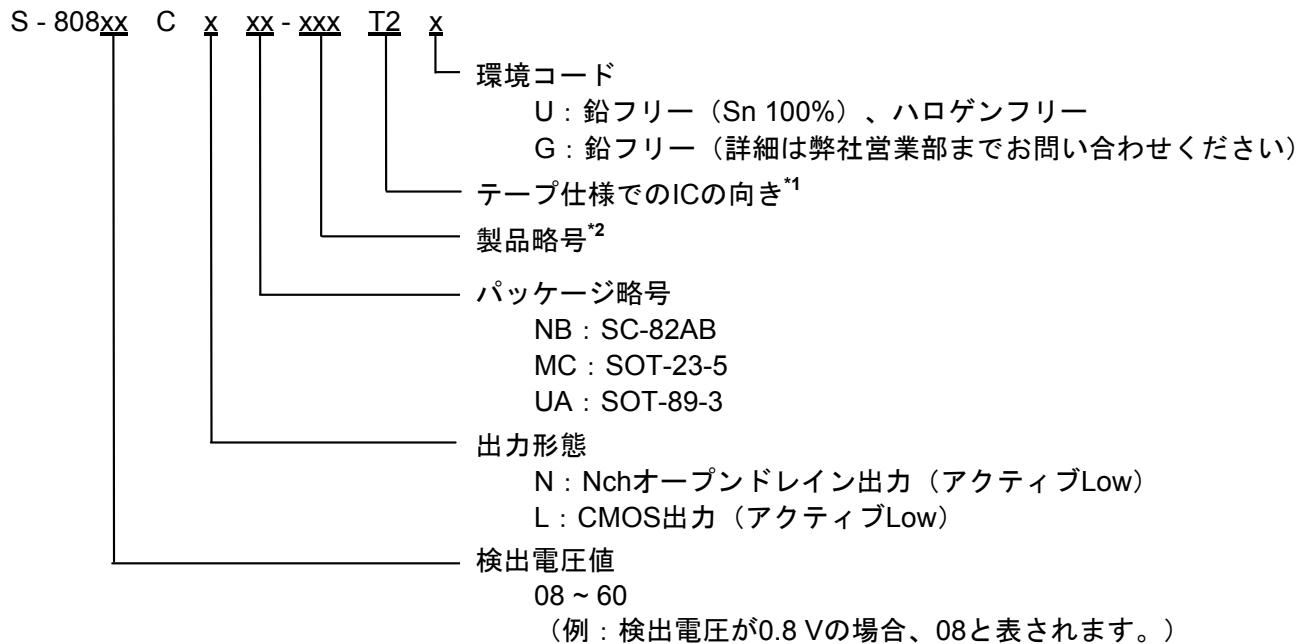 S - 808xx C x xx - xxx T2 x
環境コード
U：鉛フリー（Sn 100%）、ハロゲンフリー
G：鉛フリー（詳細は弊社営業部までお問い合わせください）
テープ仕様でのICの向き*1
製品略号*2
パッケージ略号
NB：SC-82AB
MC：SOT-23-5
UA：SOT-89-3
出力形態
N：Nchオープンドレイン出力（アクティブLow）
L：CMOS出力（アクティブLow）
検出電圧値
08 ~ 60
（例：検出電圧が0.8 Vの場合、08と表されます。）